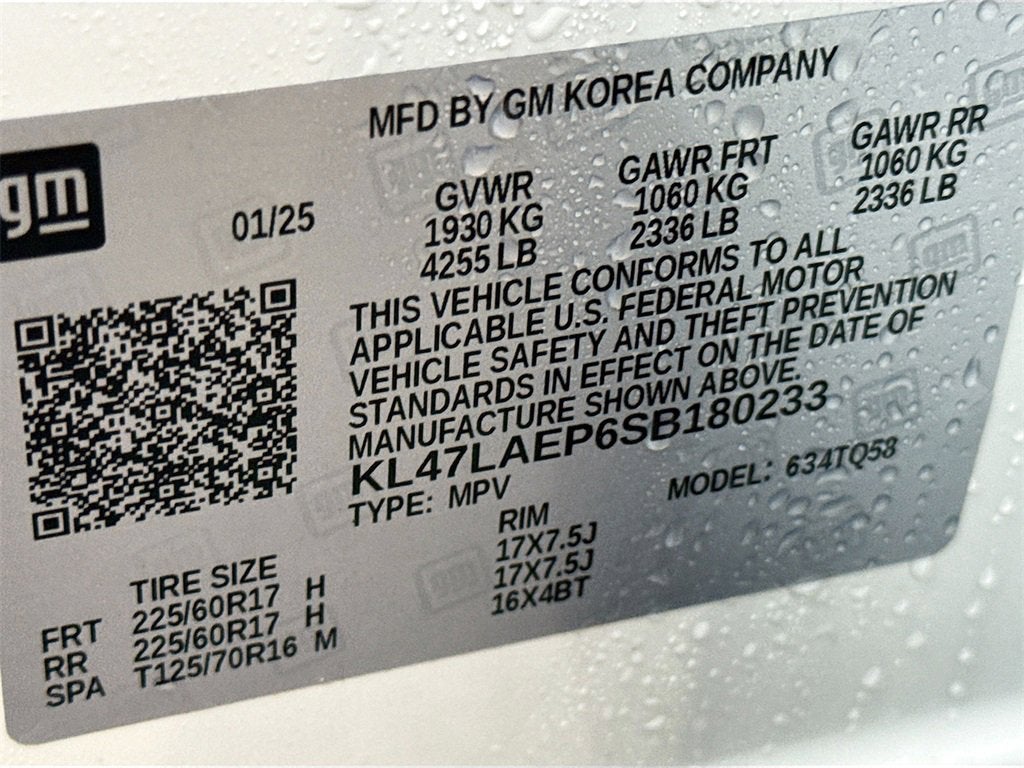 MFD BY GM KOREA COMPANY
gm
01/25
GVWR GAWR FRT GAWR RR
1930 KG 1060 KG 1060 KG
4255 LB 2336 LB 2336 LB
THIS VEHICLE CONFORMS TO ALL
APPLICABLE U.S. FEDERAL MOTOR
VEHICLE SAFETY AND THEFT PREVENTION
STANDARDS IN EFFECT ON THE DATE OF
MANUFACTURE SHOWN ABOVE.
KL47LAEP6SB180233
TYPE: MPV MODEL: 634TQ58
TIRE SIZE RIM
FRT 225/60R17 H 17X7.5J
RR 225/60R17 H 17X7.5J
SPA T125/70R16 M 16X4BT